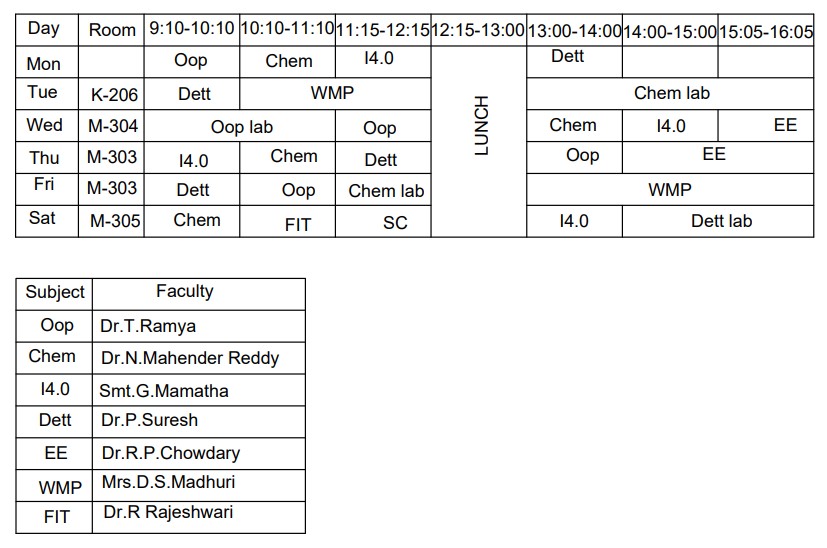 Day Room 9:10-10:10 10:10-11:10 11:15-12:15 12:15-13:00 13:00-14:00 14:00-15:00 15:05-16:05
Mon Oop Chem I4.0 LUNCH Dett
Tue K-206 Dett WMP Chem lab
Wed M-304 Oop lab Oop Chem I4.0 EE
Thu M-303 I4.0 Chem Dett Oop EE
Fri M-303 Dett Oop Chem lab WMP
Sat M-305 Chem FIT SC I4.0 Dett lab
Subject Faculty
Oop Dr.T.Ramya
Chem Dr.N.Mahender Reddy
I4.0 Smt.G.Mamatha
Dett Dr.P.Suresh
EE Dr.R.P.Chowdary
WMP Mrs.D.S.Madhuri
FIT Dr.R Rajeshwari